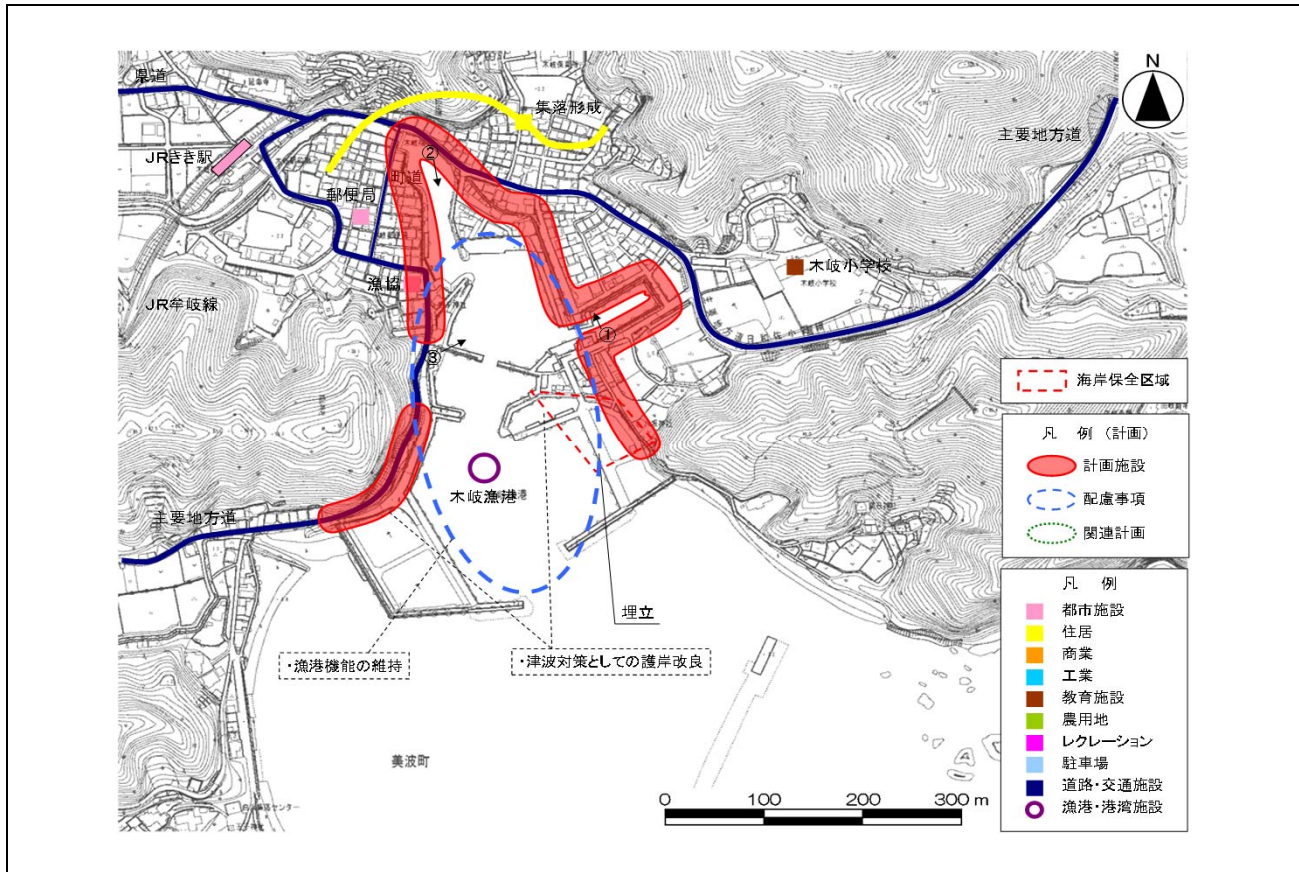 県道
集落形成
N
主要地方道
JRきき駅
②
町道
郵便局
木岐小学校
木岐小学校
漁協
JR牟岐線
①
③
海岸保全区域
凡 例 (計画)
計画施設
配慮事項
関連計画
木岐漁港
主要地方道
埋立
・漁港機能の維持
・津波対策としての護岸改良
美波町
凡 例
都市施設
住居
商業
工業
教育施設
農用地
レクレーション
駐車場
道路・交通施設
漁港・港湾施設
0 100 200 300 m